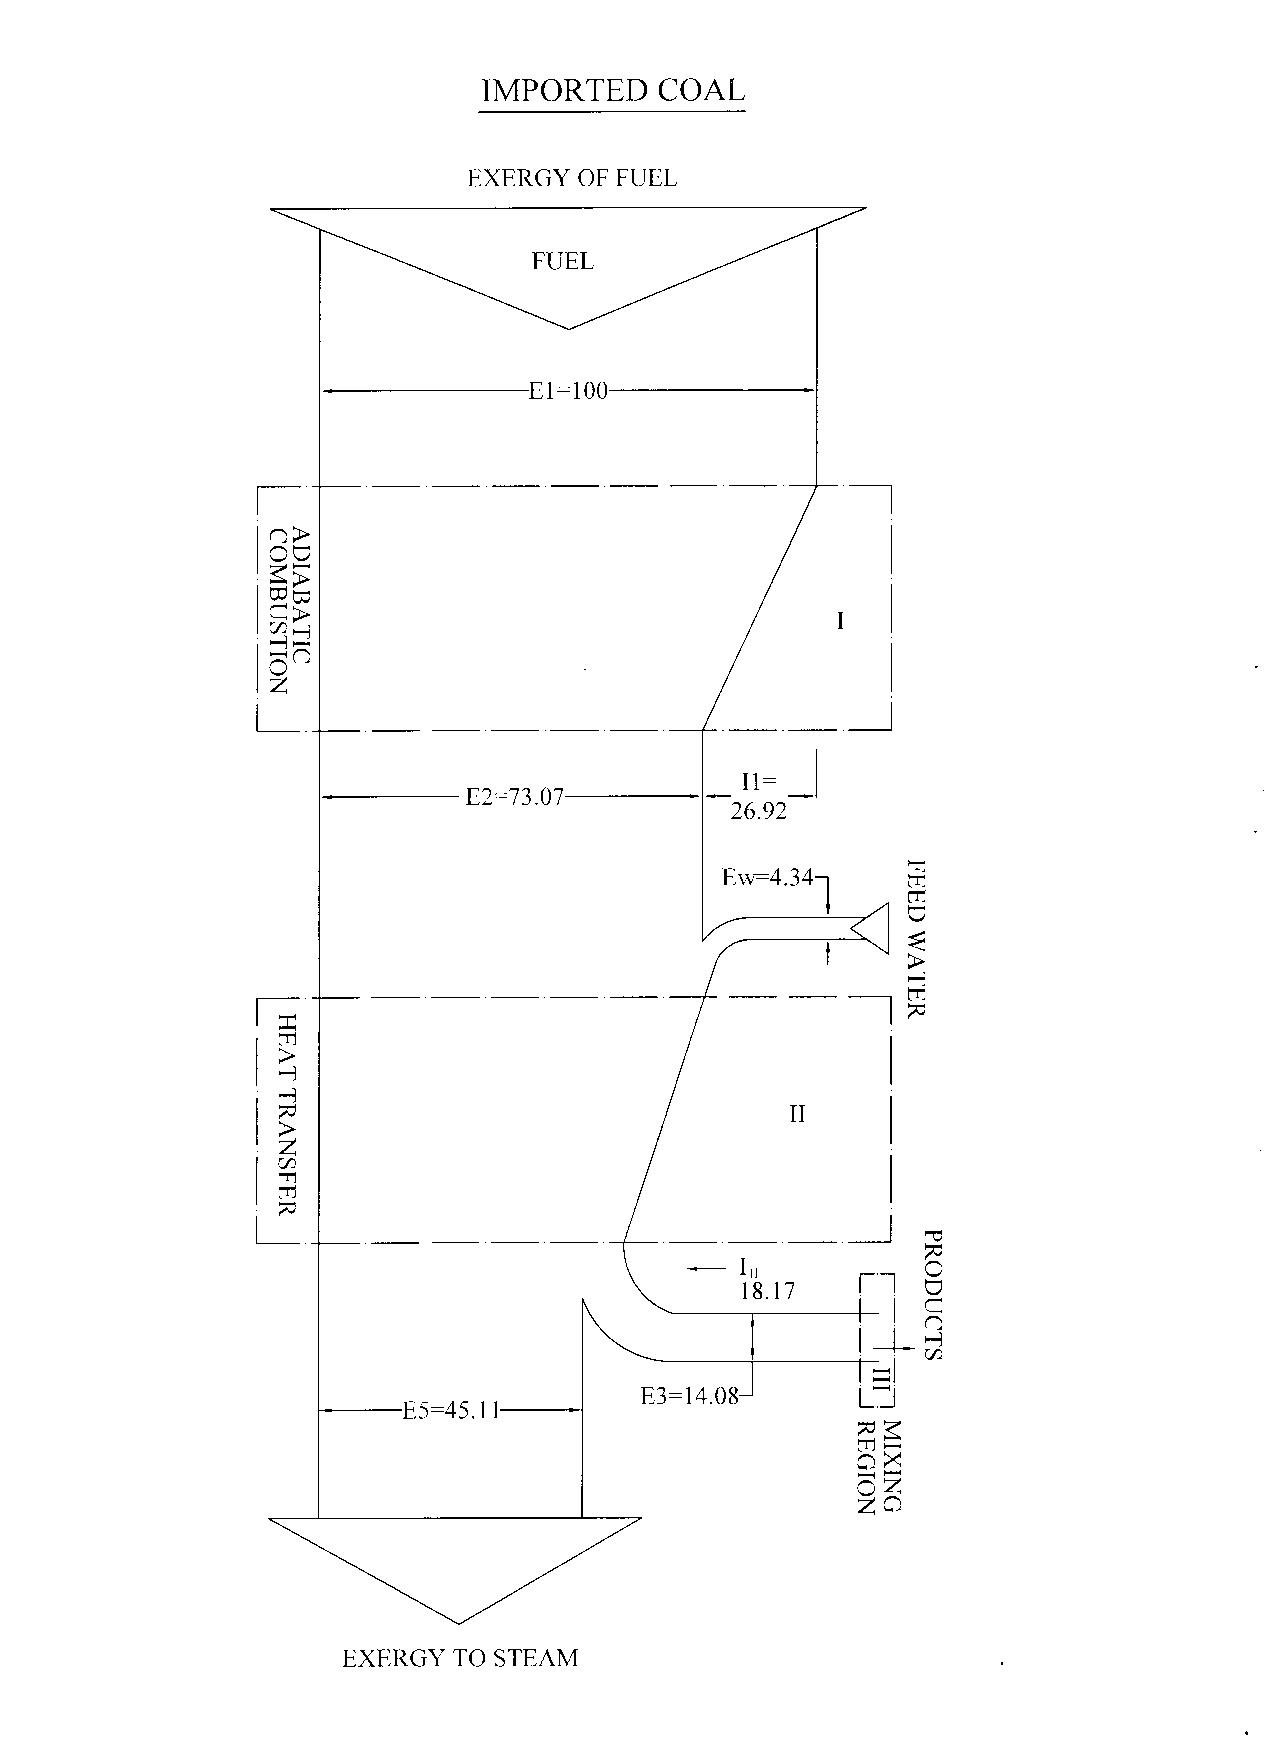 IMPORTED COAL
EXERGY OF FUEL
FUEL
E1=100
ADIABATIC
COMBUSTION
I
I1=
E2=73.07
26.92
Ew=4.34
FEED WATER
HEAT TRANSFER
II
PRODUCTS
III
18.17
E3=14.08
E5=45.11
III
MIXING
REGION
EXERGY TO STEAM